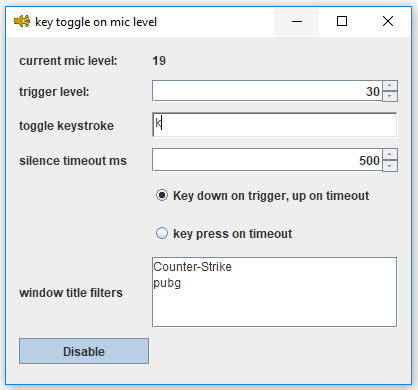 key toggle on mic level
current mic level: 19
trigger level: 30
toggle keystroke k
silence timeout ms 500
Key down on trigger, up on timeout
key press on timeout
window title filters
Counter-Strike
pubg
Disable